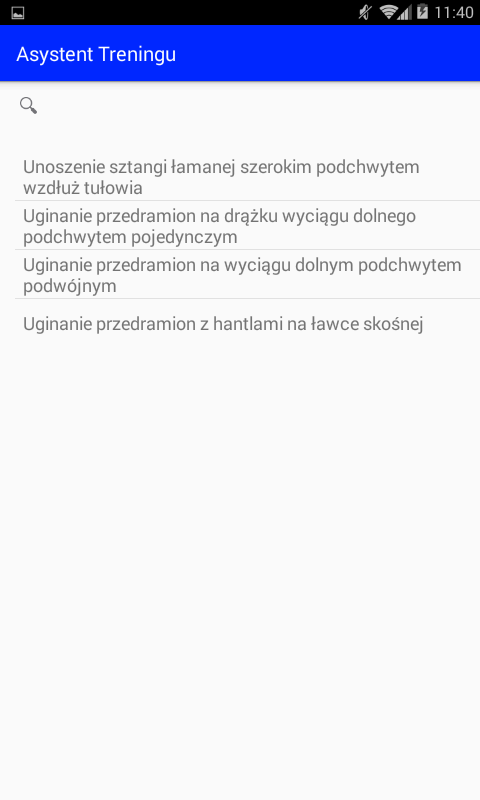 11:40
Asystent Treningu
Unoszenie sztangi łamanej szerokim podchwytem
wzdłuż tułowia
Uginanie przedramion na drążku wyciągu dolnego
podchwytem pojedynczym
Uginanie przedramion na wyciągu dolnym podchwytem
podwójnym
Uginanie przedramion z hantlami na ławce skośnej